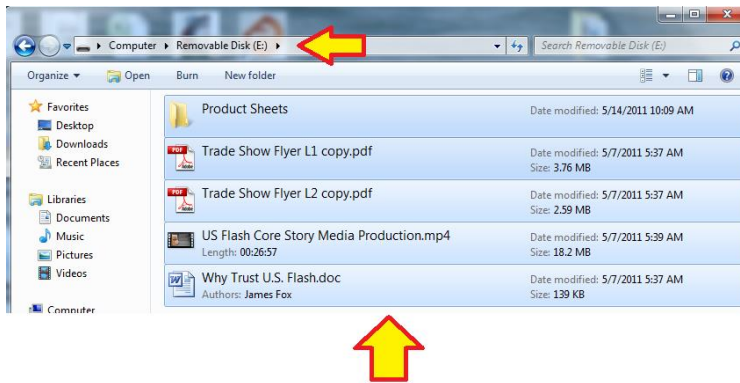 Computer ▸ Removable Disk (E:) ▸
Search Removable Disk (E:)
Organize ▾ Open Burn New folder
Favorites
Desktop
Downloads
Recent Places
Libraries
Documents
Music
Pictures
Videos
Computer
Product Sheets
Date modified: 5/14/2011 10:09 AM
PDF
Adobe
Trade Show Flyer L1 copy.pdf
Date modified: 5/7/2011 5:37 AM
Size: 3.76 MB
PDF
Adobe
Trade Show Flyer L2 copy.pdf
Date modified: 5/7/2011 5:37 AM
Size: 2.59 MB
US Flash Core Story Media Production.mp4
Length: 00:26:57
Date modified: 5/7/2011 5:39 AM
Size: 18.2 MB
W
Why Trust U.S. Flash.doc
Authors: James Fox
Date modified: 5/7/2011 5:37 AM
Size: 139 KB